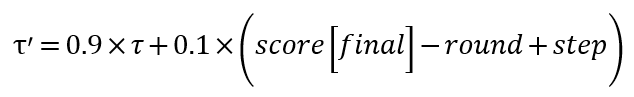 τ′ = 0.9 × τ + 0.1 × (score[final] − round + step)